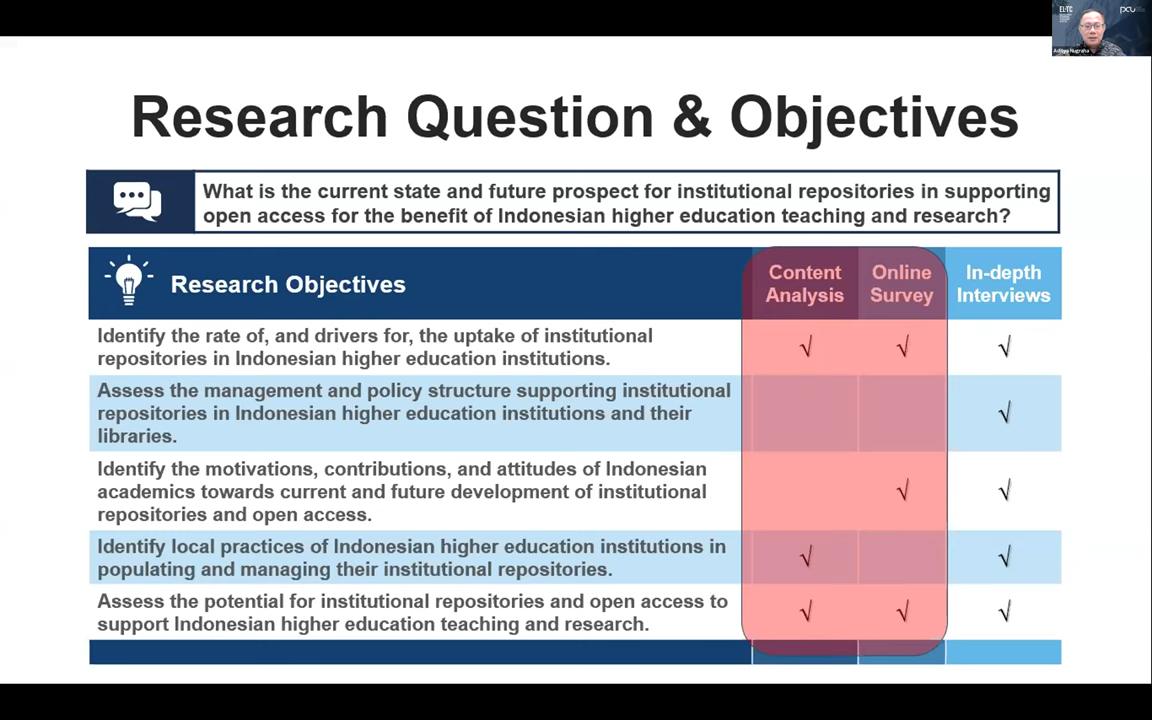 ELTC
pcu
Aditya Nugraha
Research Question & Objectives
What is the current state and future prospect for institutional repositories in supporting
open access for the benefit of Indonesian higher education teaching and research?
Research Objectives
Content
Analysis
Online
Survey
In-depth
Interviews
Identify the rate of, and drivers for, the uptake of institutional
repositories in Indonesian higher education institutions.
√ √ √
Assess the management and policy structure supporting institutional
repositories in Indonesian higher education institutions and their
libraries.
√
Identify the motivations, contributions, and attitudes of Indonesian
academics towards current and future development of institutional
repositories and open access.
√ √
Identify local practices of Indonesian higher education institutions in
populating and managing their institutional repositories.
√ √
Assess the potential for institutional repositories and open access to
support Indonesian higher education teaching and research.
√ √ √